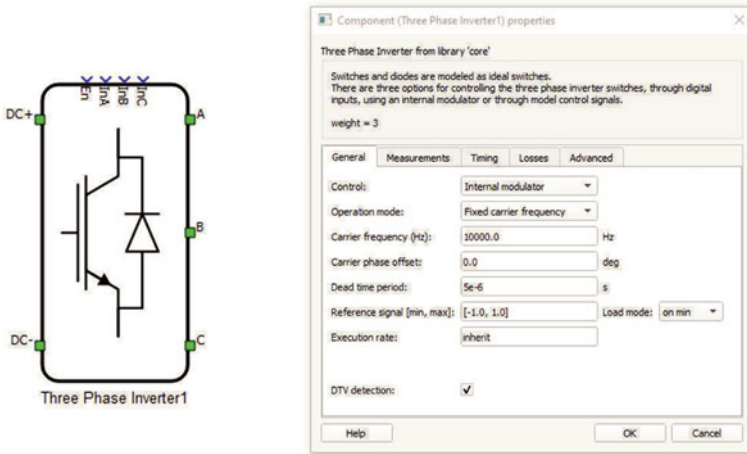 En
InA
InB
InC
DC+
A
B
DC-
C
Three Phase Inverter1
Component (Three Phase Inverter1) properties
Three Phase Inverter from library 'core'
Switches and diodes are modeled as ideal switches.
There are three options for controlling the three phase inverter switches, through digital
inputs, using an internal modulator or through model control signals.
weight = 3
General Measurements Timing Losses Advanced
Control: Internal modulator
Operation mode: Fixed carrier frequency
Carrier frequency (Hz): 10000.0 Hz
Carrier phase offset: 0.0 deg
Dead time period: 5e-6 s
Reference signal [min, max]: [-1.0, 1.0] Load mode: on min
Execution rate: inherit
DTV detection:
Help OK Cancel